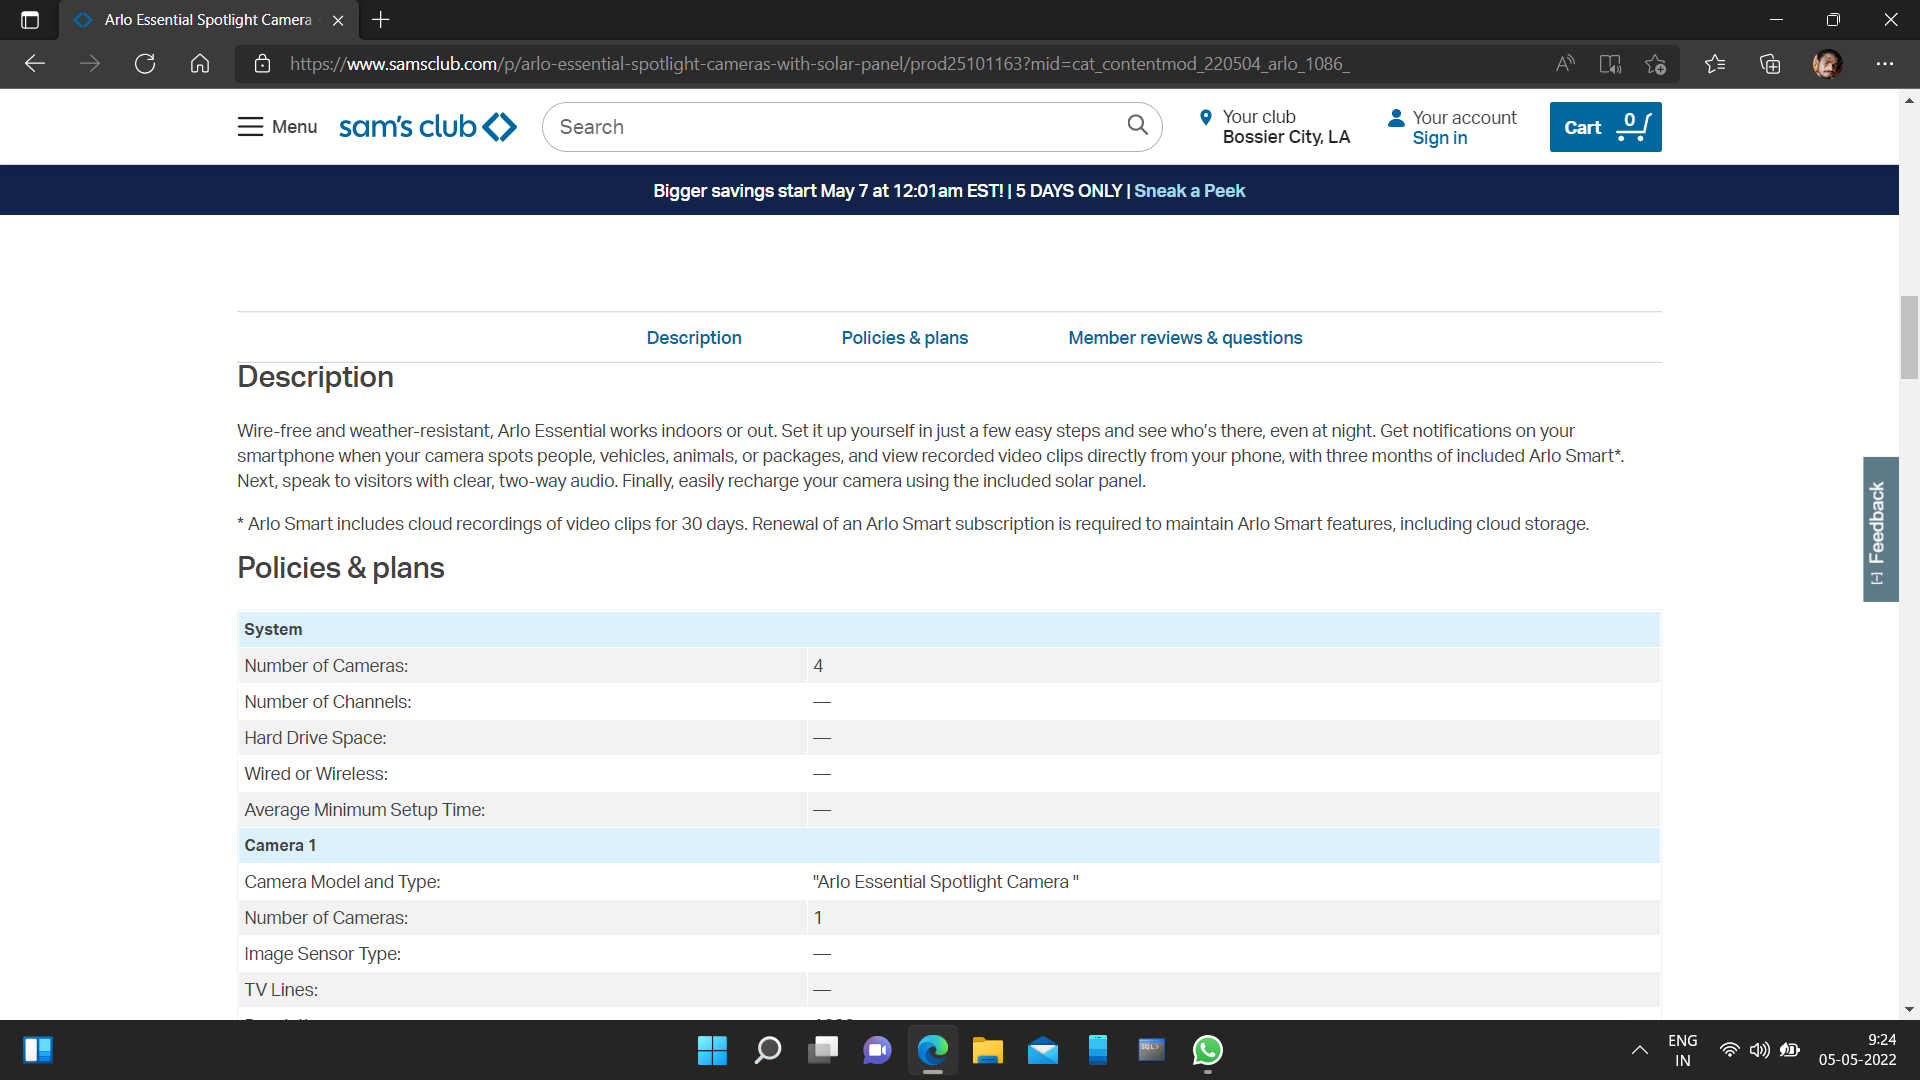 Arlo Essential Spotlight Camera
https://www.samsclub.com/p/arlo-essential-spotlight-cameras-with-solar-panel/prod25101163?mid=cat_contentmod_220504_arlo_1086_
Menu
sam's club
Search
Your club
Bossier City, LA
Your account
Sign in
Cart
0
Bigger savings start May 7 at 12:01am EST! | 5 DAYS ONLY | Sneak a Peek
Description Policies & plans Member reviews & questions
Description
Wire-free and weather-resistant, Arlo Essential works indoors or out. Set it up yourself in just a few easy steps and see who's there, even at night. Get notifications on your
smartphone when your camera spots people, vehicles, animals, or packages, and view recorded video clips directly from your phone, with three months of included Arlo Smart*.
Next, speak to visitors with clear, two-way audio. Finally, easily recharge your camera using the included solar panel.
* Arlo Smart includes cloud recordings of video clips for 30 days. Renewal of an Arlo Smart subscription is required to maintain Arlo Smart features, including cloud storage.
Policies & plans
System
Number of Cameras: 4
Number of Channels: —
Hard Drive Space: —
Wired or Wireless: —
Average Minimum Setup Time: —
Camera 1
Camera Model and Type: "Arlo Essential Spotlight Camera "
Number of Cameras: 1
Image Sensor Type: —
TV Lines: —
[-] Feedback
SQL>
ENG
IN
9:24
05-05-2022